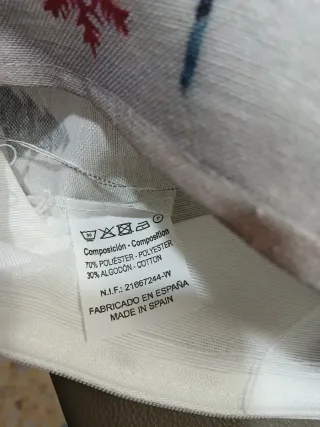 Composición - Composition
70% POLIÉSTER - POLYESTER
30% ALGODÓN - COTTON
N.I.F.: 21667244-W
FABRICADO EN ESPAÑA
MADE IN SPAIN